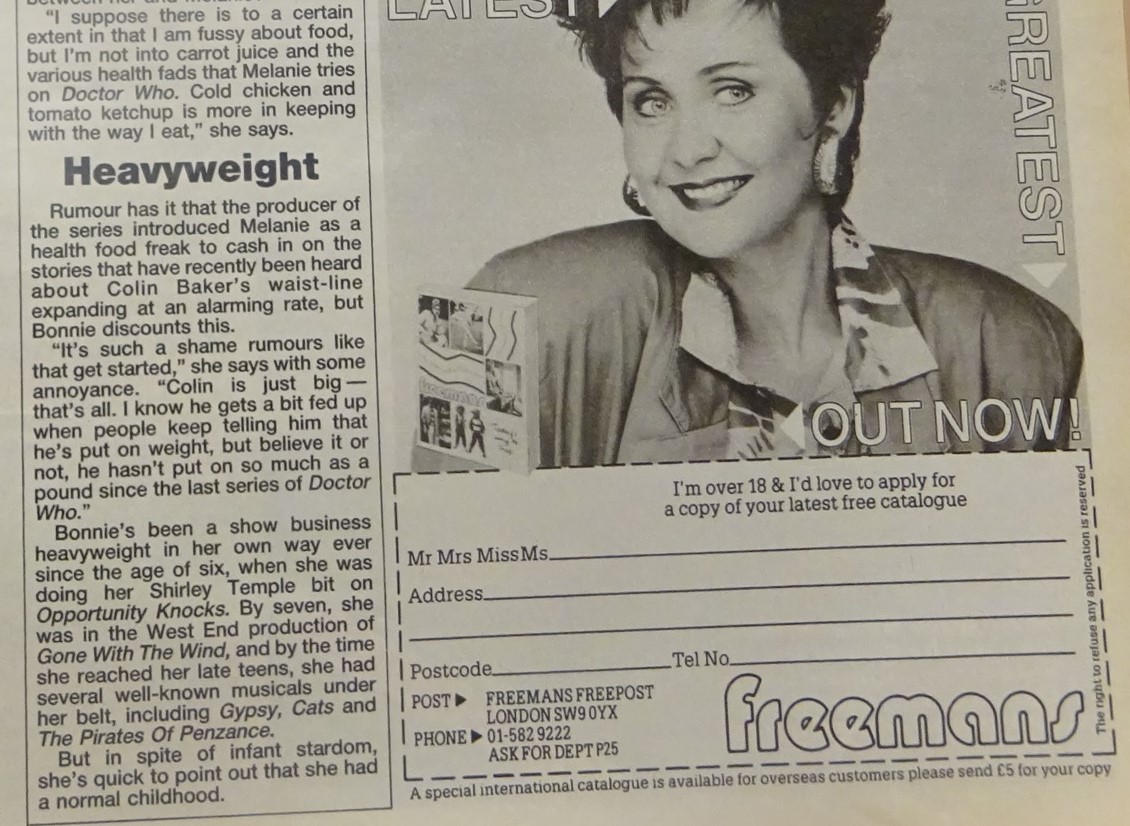 "I suppose there is to a certain
extent in that I am fussy about food,
but I'm not into carrot juice and the
various health fads that Melanie tries
on Doctor Who. Cold chicken and
tomato ketchup is more in keeping
with the way I eat," she says.
Heavyweight
Rumour has it that the producer of
the series introduced Melanie as a
health food freak to cash in on the
stories that have recently been heard
about Colin Baker's waist-line
expanding at an alarming rate, but
Bonnie discounts this.
"It's such a shame rumours like
that get started," she says with some
annoyance. "Colin is just big—
that's all. I know he gets a bit fed up
when people keep telling him that
he's put on weight, but believe it or
not, he hasn't put on so much as a
pound since the last series of Doctor
Who."
Bonnie's been a show business
heavyweight in her own way ever
since the age of six, when she was
doing her Shirley Temple bit on
Opportunity Knocks. By seven, she
was in the West End production of
Gone With The Wind, and by the time
she reached her late teens, she had
several well-known musicals under
her belt, including Gypsy, Cats and
The Pirates Of Penzance.
But in spite of infant stardom,
she's quick to point out that she had
a normal childhood.
LATEST
GREATEST
freemans
OUT NOW!
I'm over 18 & I'd love to apply for
a copy of your latest free catalogue
Mr Mrs Miss Ms
Address
Postcode Tel No
POST ▶ FREEMANS FREEPOST
LONDON SW9 0YX
PHONE ▶ 01-582 9222
ASK FOR DEPT P25
freemans
The right to refuse any application is reserved
A special international catalogue is available for overseas customers please send £5 for your copy